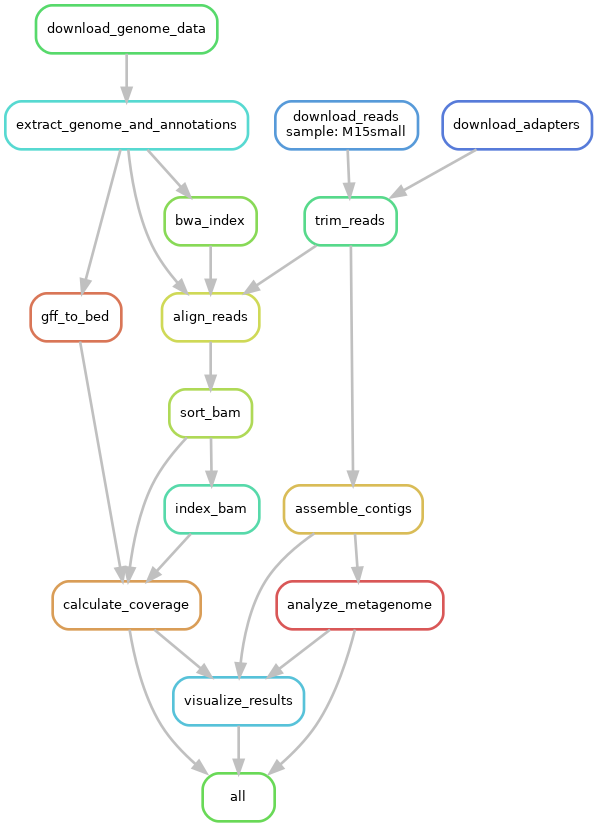 download_genome_data
extract_genome_and_annotations
download_reads
sample: M15small
download_adapters
bwa_index
trim_reads
gff_to_bed
align_reads
sort_bam
index_bam
assemble_contigs
calculate_coverage
analyze_metagenome
visualize_results
all